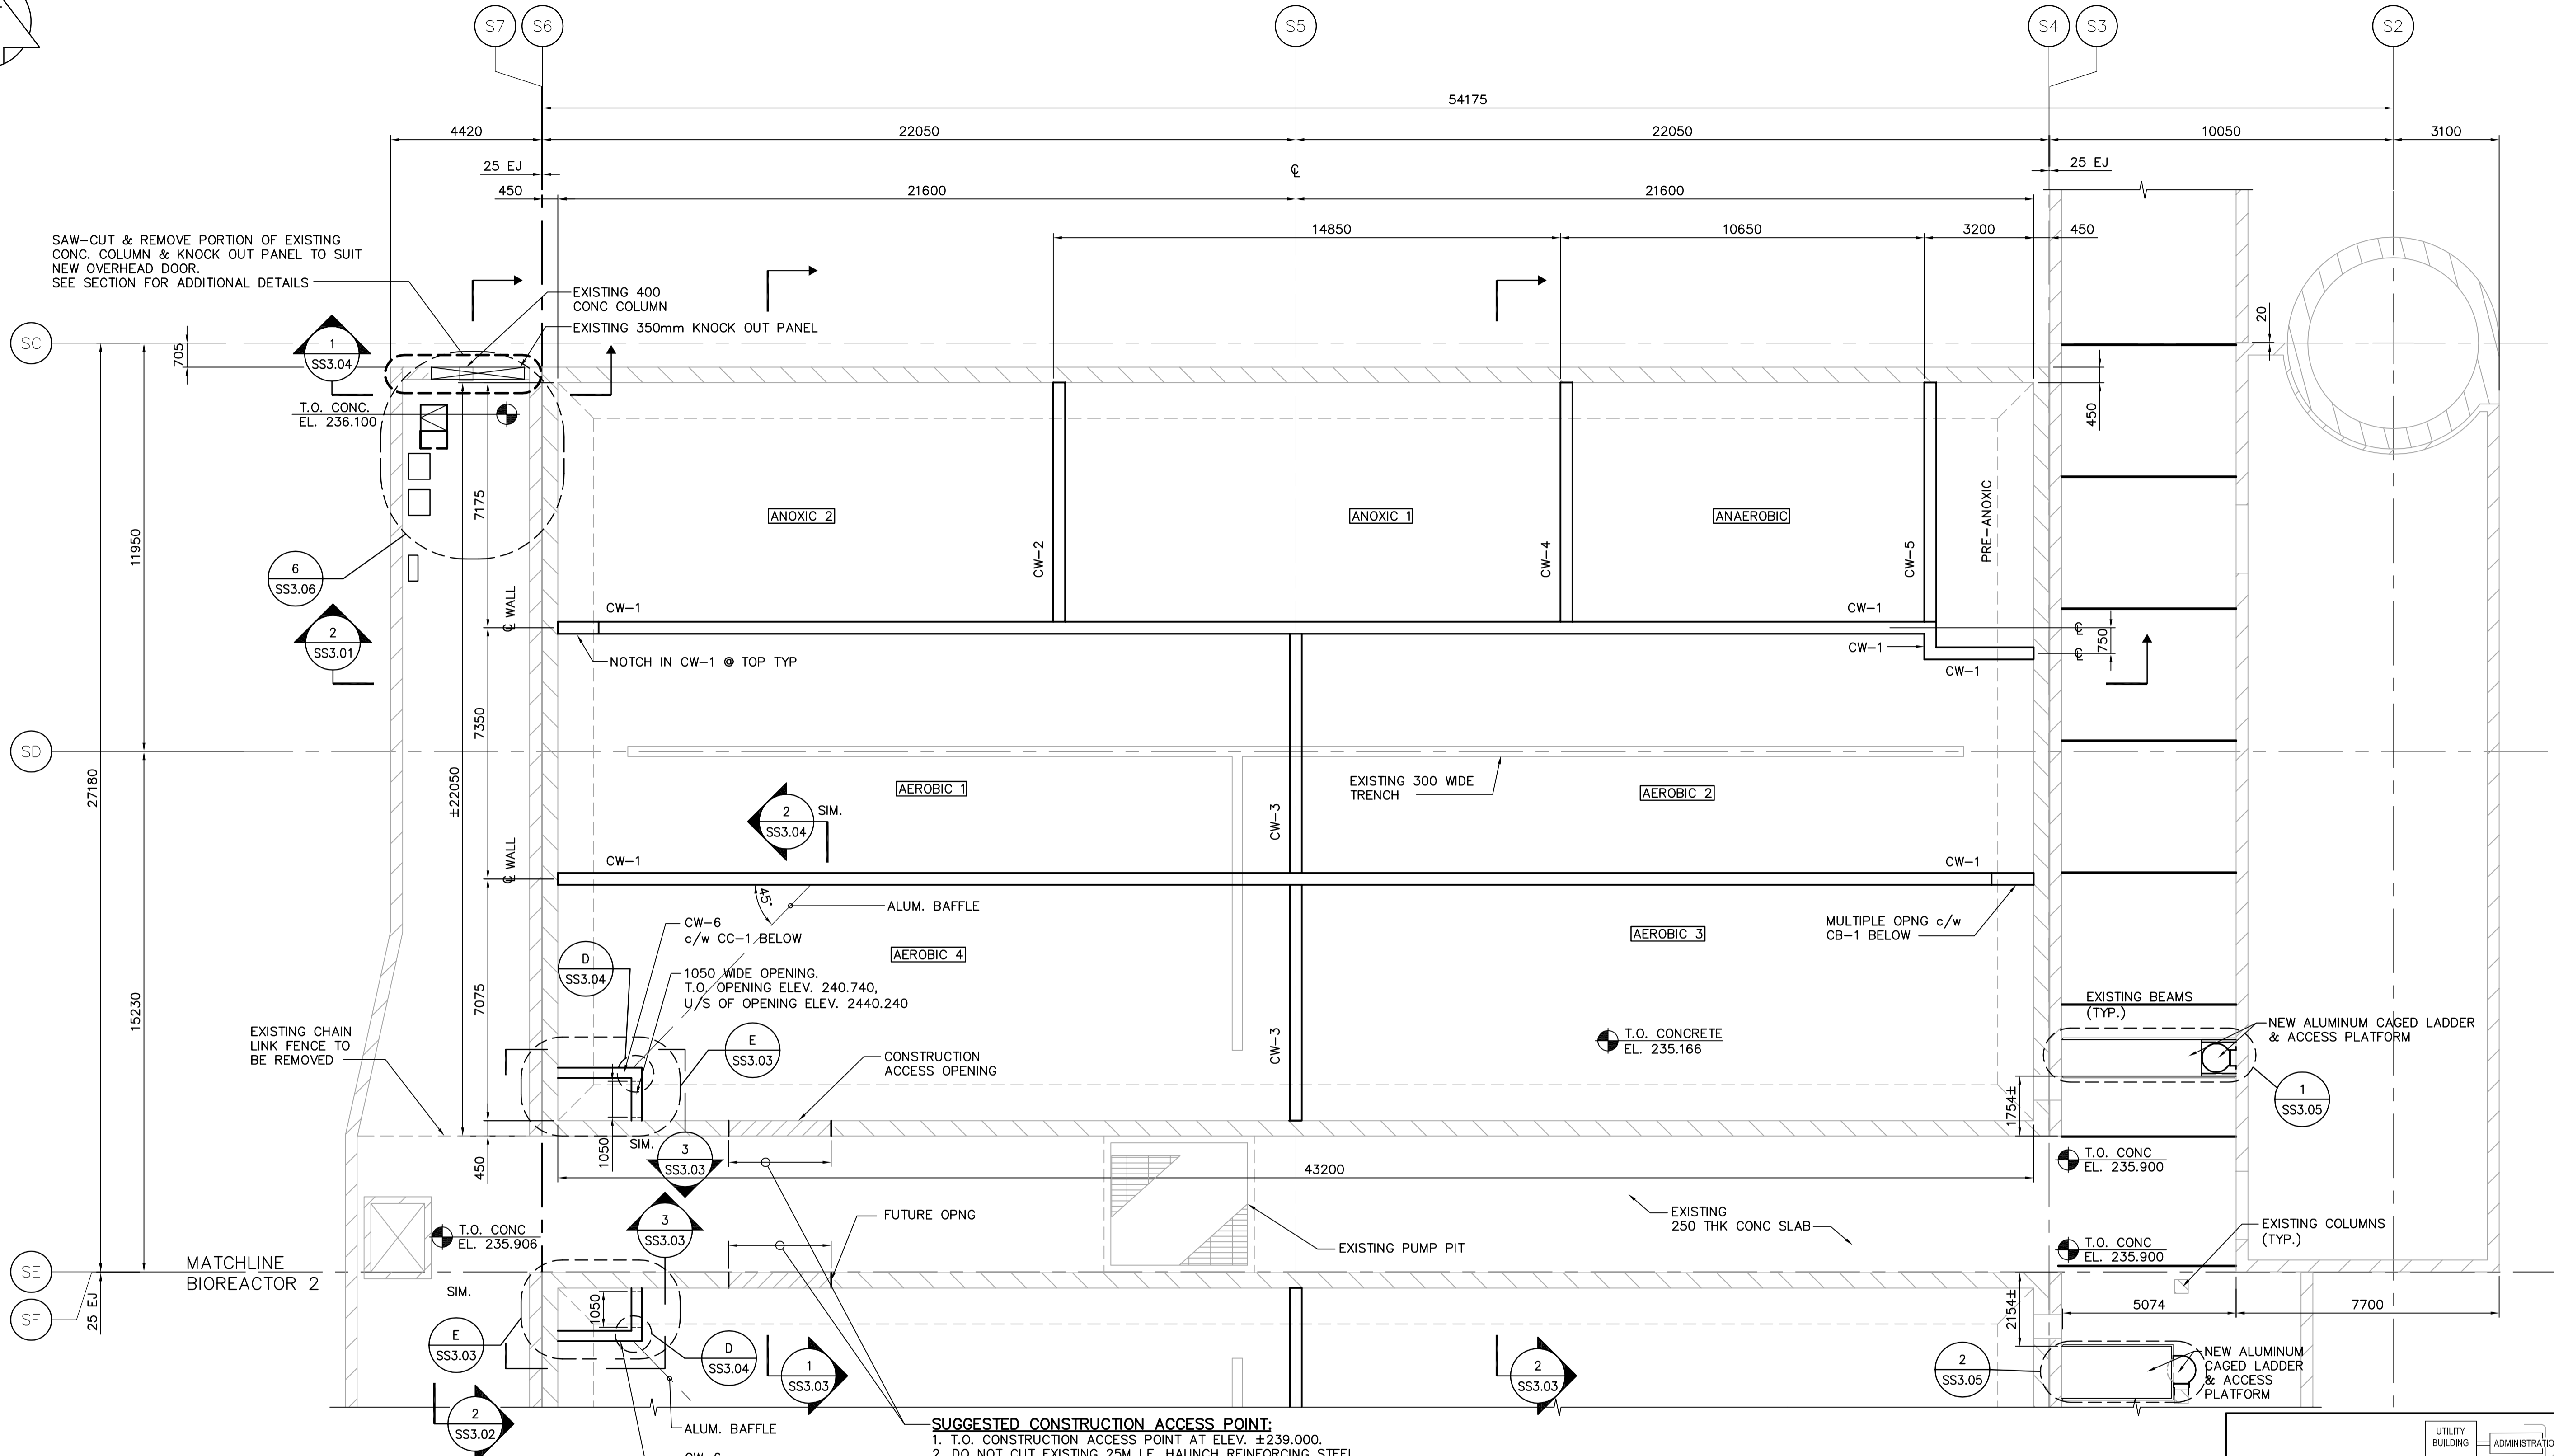 S7
S6
S5
S4
S3
S2
54175
4420
22050
22050
10050
3100
25 EJ
25 EJ
450
21600
21600
14850
10650
3200
450
SAW-CUT & REMOVE PORTION OF EXISTING
CONC. COLUMN & KNOCK OUT PANEL TO SUIT
NEW OVERHEAD DOOR.
SEE SECTION FOR ADDITIONAL DETAILS
EXISTING 400
CONC COLUMN
EXISTING 350mm KNOCK OUT PANEL
SC
705
1
SS3.04
20
T.O. CONC.
EL. 236.100
450
7175
ANOXIC 2
ANOXIC 1
ANAEROBIC
PRE-ANOXIC
CW-2
CW-4
CW-5
11950
6
SS3.06
℄ WALL
CW-1
CW-1
2
SS3.01
NOTCH IN CW-1 @ TOP TYP
CW-1
CW-1
℄
℄
750
℄
7350
SD
27180
±22050
AEROBIC 1
EXISTING 300 WIDE
TRENCH
AEROBIC 2
2
SS3.04
SIM.
CW-3
℄ WALL
CW-1
CW-1
45°
ALUM. BAFFLE
CW-6
c/w CC-1 BELOW
MULTIPLE OPNG c/w
CB-1 BELOW
AEROBIC 3
AEROBIC 4
D
SS3.04
1050 WIDE OPENING.
T.O. OPENING ELEV. 240.740,
U/S OF OPENING ELEV. 2440.240
15230
7075
EXISTING BEAMS
(TYP.)
EXISTING CHAIN
LINK FENCE TO
BE REMOVED
E
SS3.03
CONSTRUCTION
ACCESS OPENING
CW-3
T.O. CONCRETE
EL. 235.166
NEW ALUMINUM CAGED LADDER
& ACCESS PLATFORM
1754±
1
SS3.05
450
1050
SIM.
3
SS3.03
43200
T.O. CONC
EL. 235.900
T.O. CONC
EL. 235.906
3
SS3.03
FUTURE OPNG
EXISTING PUMP PIT
EXISTING
250 THK CONC SLAB
EXISTING COLUMNS
(TYP.)
T.O. CONC
EL. 235.900
SE
MATCHLINE
BIOREACTOR 2
SF
25 EJ
SIM.
1050
2154±
5074
7700
E
SS3.03
D
SS3.04
1
SS3.03
2
SS3.03
2
SS3.05
NEW ALUMINUM
CAGED LADDER
& ACCESS
PLATFORM
2
SS3.02
ALUM. BAFFLE
CW-6
SUGGESTED CONSTRUCTION ACCESS POINT:
1. T.O. CONSTRUCTION ACCESS POINT AT ELEV. ±239.000.
2. DO NOT CUT EXISTING 25M I.F. HAUNCH REINFORCING STEEL
UTILITY
BUILDING